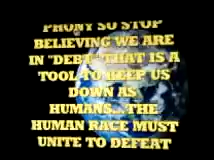 PHONY SO STOP
BELIEVING WE ARE
IN "DEBT" THAT IS A
TOOL TO KEEP US
DOWN AS
HUMANS... THE
HUMAN RACE MUST
UNITE TO DEFEAT